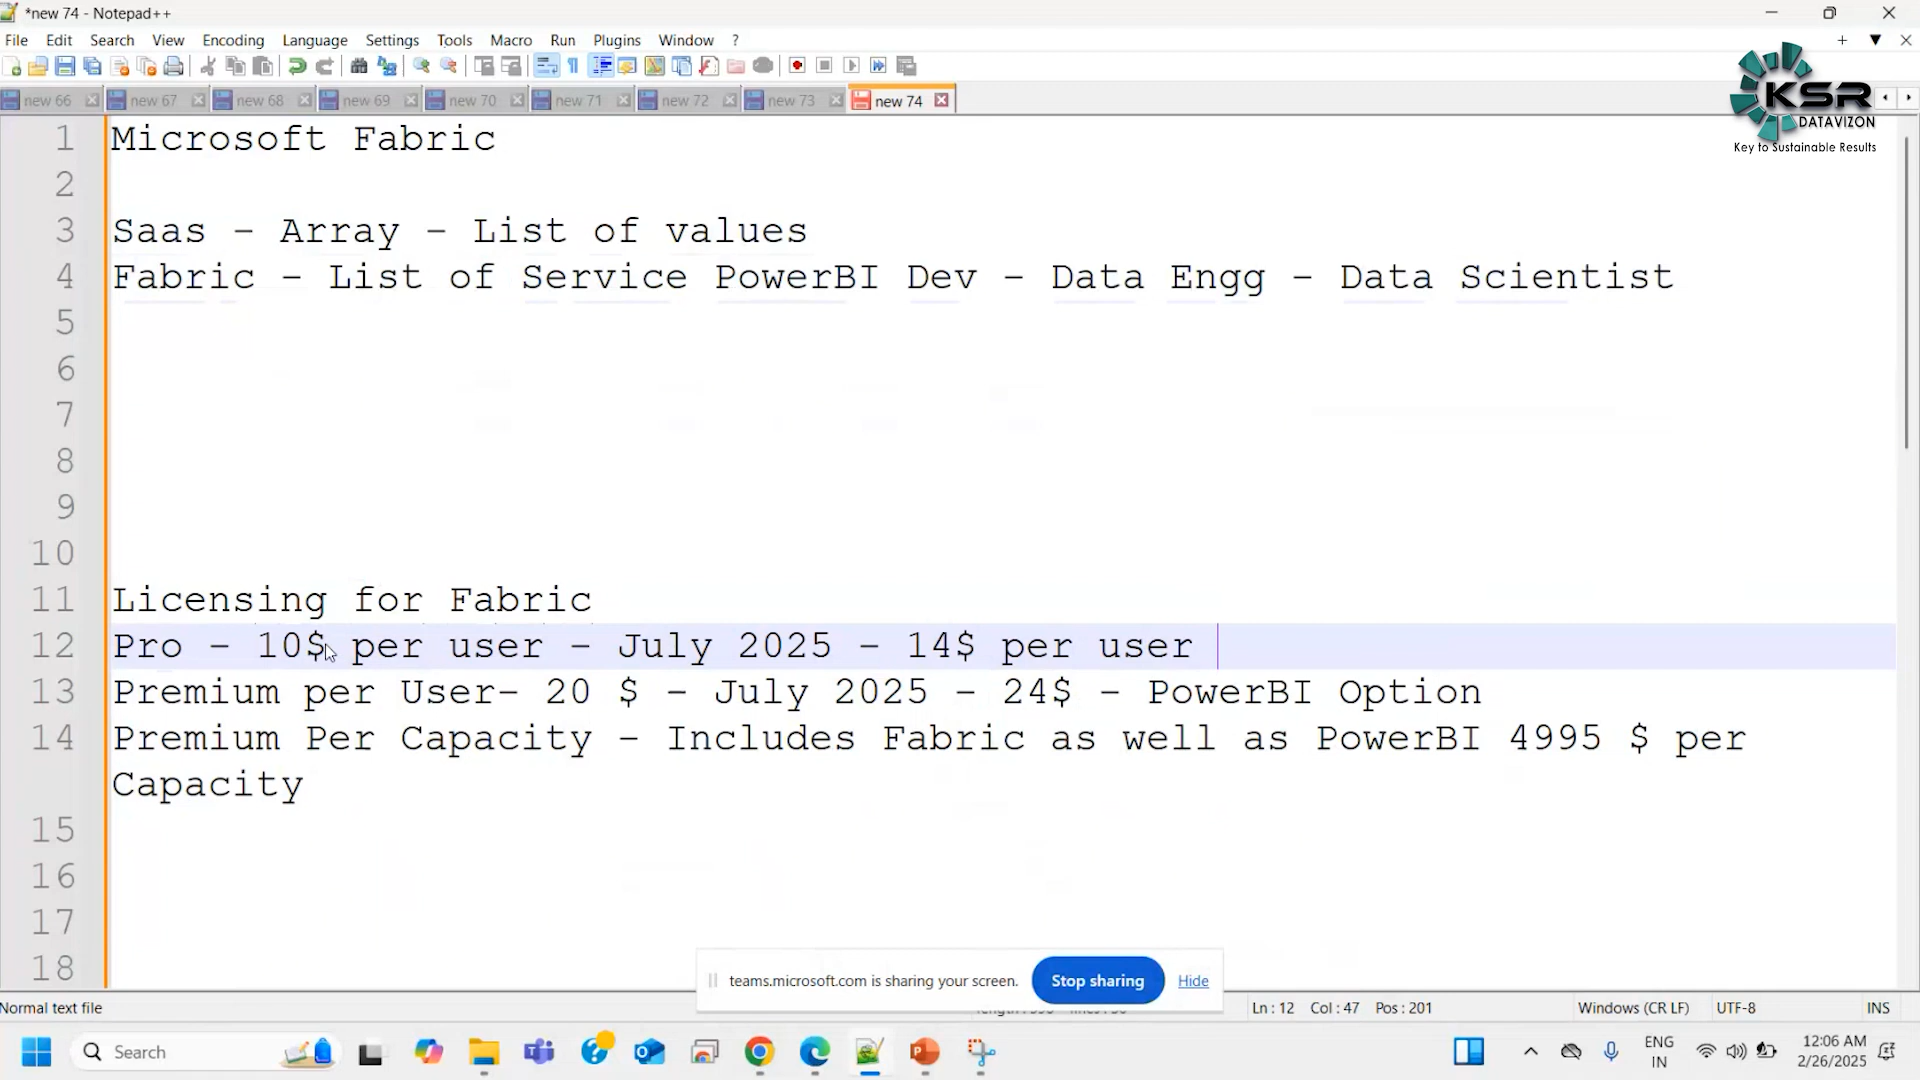 *new 74 - Notepad++
File Edit Search View Encoding Language Settings Tools Macro Run Plugins Window ?
new 66 new 67 new 68 new 69 new 70 new 71 new 72 new 73 new 74
KSR
DATAVIZON
Key to Sustainable Results
1 Microsoft Fabric
2
3 Saas - Array - List of values
4 Fabric - List of Service PowerBI Dev - Data Engg - Data Scientist
5
6
7
8
9
10
11 Licensing for Fabric
12 Pro - 10$ per user - July 2025 - 14$ per user
13 Premium per User- 20 $ - July 2025 - 24$ - PowerBI Option
14 Premium Per Capacity - Includes Fabric as well as PowerBI 4995 $ per
Capacity
15
16
17
18
teams.microsoft.com is sharing your screen. Stop sharing Hide
Normal text file Ln : 12 Col : 47 Pos : 201 Windows (CR LF) UTF-8 INS
Search ENG
IN
12:06 AM
2/26/2025